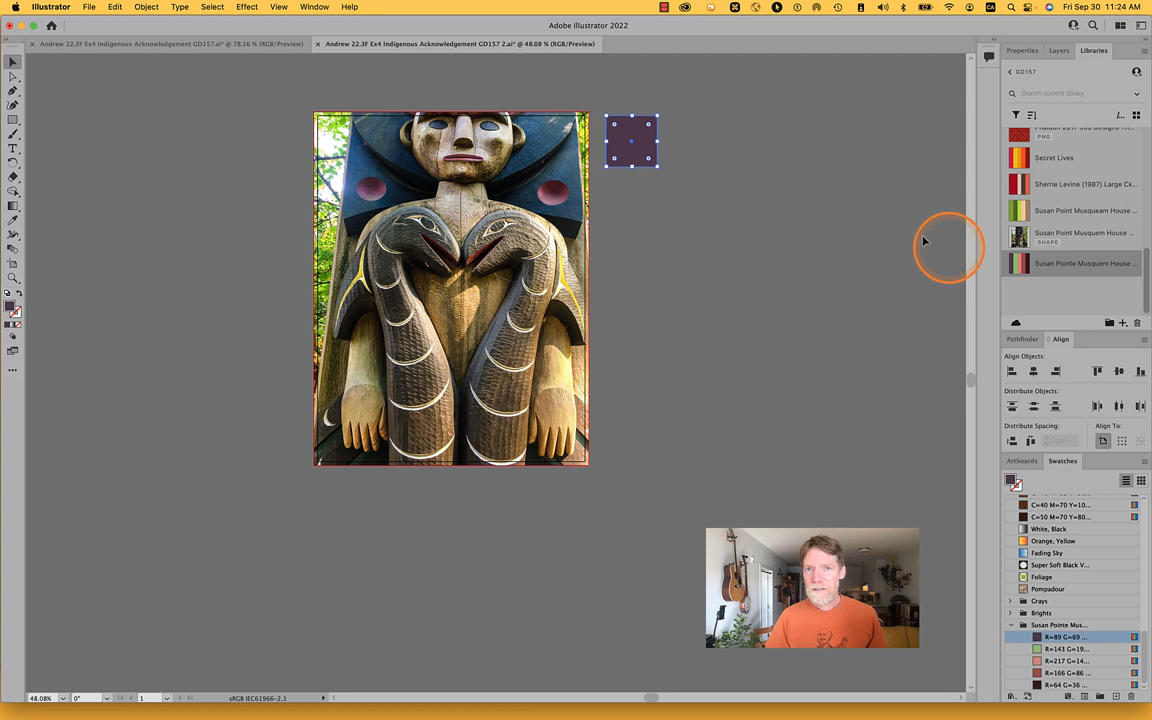 Illustrator File Edit Object Type Select Effect View Window Help
Fri Sep 30 11:24 AM
Adobe Illustrator 2022
Andrew 22.3F Ex4 Indigenous Acknowledgement GD157.ai* @ 78.16 % (RGB/Preview)
Andrew 22.3F Ex4 Indigenous Acknowledgement GD157 2.ai* @ 48.08 % (RGB/Preview)
Properties Layers Libraries
GD157
Search current library
PNG
Secret Lives
Sherrie Levine (1987) Large Ck...
Susan Point Musqueam House ...
Susan Point Musquem House ...
SHAPE
Susan Pointe Musquem House ...
Pathfinder Align
Align Objects:
Distribute Objects:
Distribute Spacing: Align To:
Artboards Swatches
C=40 M=70 Y=10...
C=50 M=70 Y=80...
White, Black
Orange, Yellow
Fading Sky
Super Soft Black V...
Foliage
Pompadour
Grays
Brights
Susan Pointe Mus...
R=89 G=69 ...
R=143 G=19...
R=217 G=14...
R=166 G=86 ...
R=64 G=36 ...
48.08% 0° 1 sRGB IEC61966-2.1